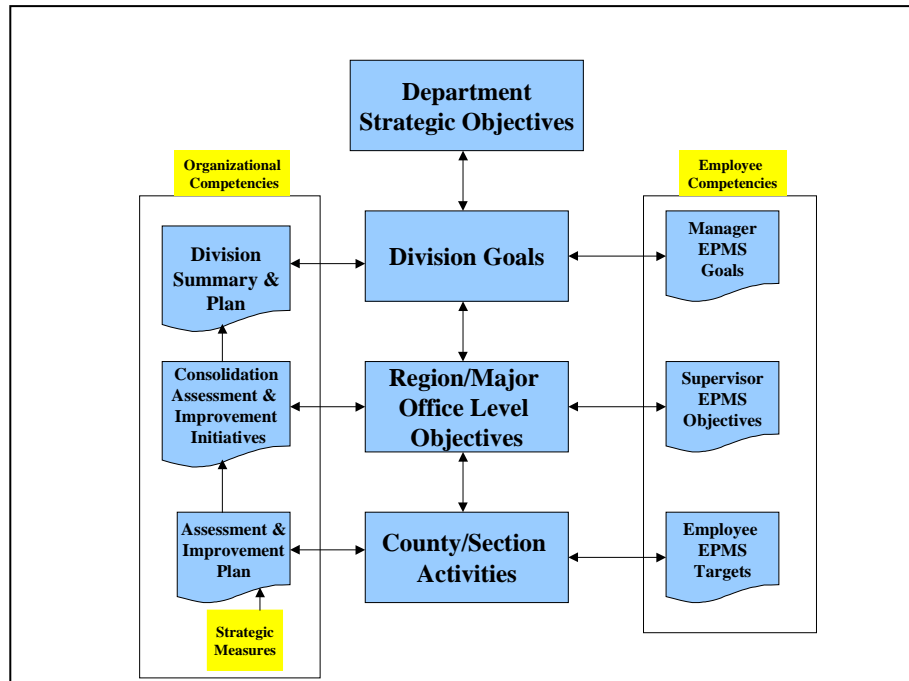 Department
Strategic Objectives
Organizational
Competencies
Employee
Competencies
Division
Summary &
Plan
Division Goals
Manager
EPMS
Goals
Consolidation
Assessment &
Improvement
Initiatives
Region/Major
Office Level
Objectives
Supervisor
EPMS
Objectives
Assessment &
Improvement
Plan
County/Section
Activities
Employee
EPMS
Targets
Strategic
Measures